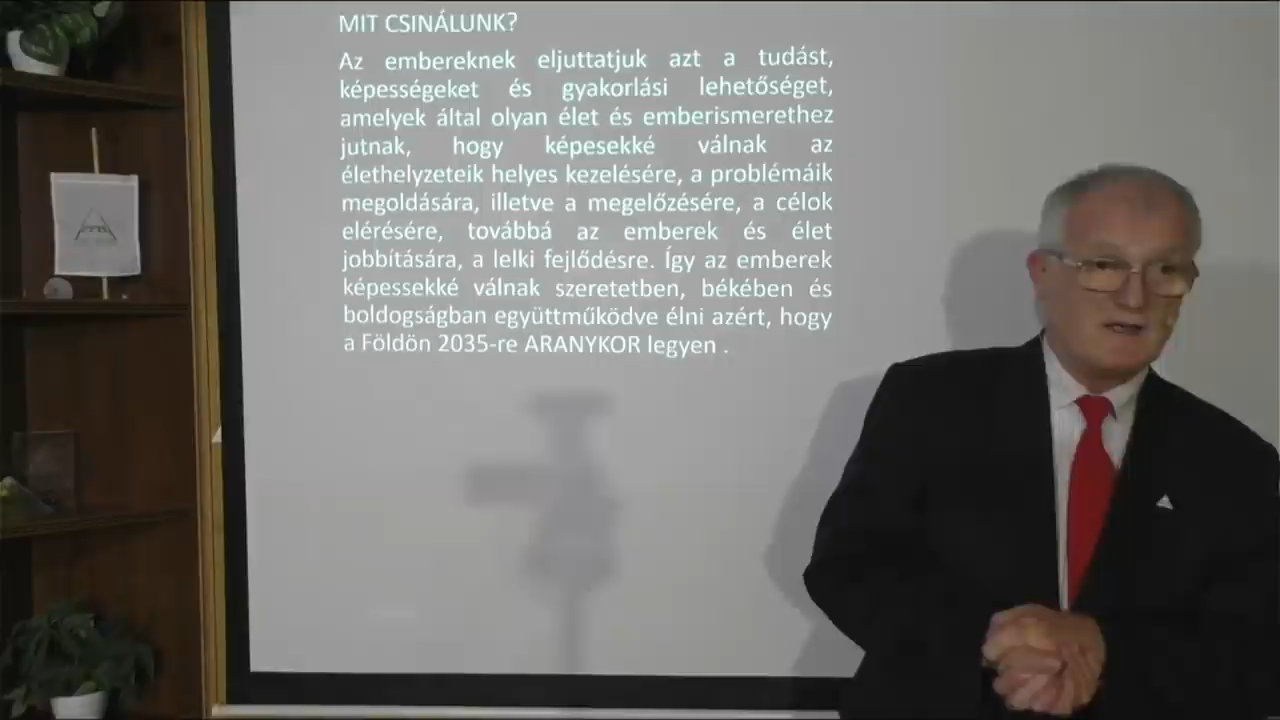 MIT CSINÁLUNK?
Az embereknek eljuttatjuk azt a tudást,
képességeket és gyakorlási lehetőséget,
amelyek által olyan élet és emberismerethez
jutnak, hogy képesekké válnak az
élethelyzeteik helyes kezelésére, a problémáik
megoldására, illetve a megelőzésére, a célok
elérésére, továbbá az emberek és élet
jobbítására, a lelki fejlődésre. Így az emberek
képessekké válnak szeretetben, békében és
boldogságban együttműködve élni azért, hogy
a Földön 2035-re ARANYKOR legyen .